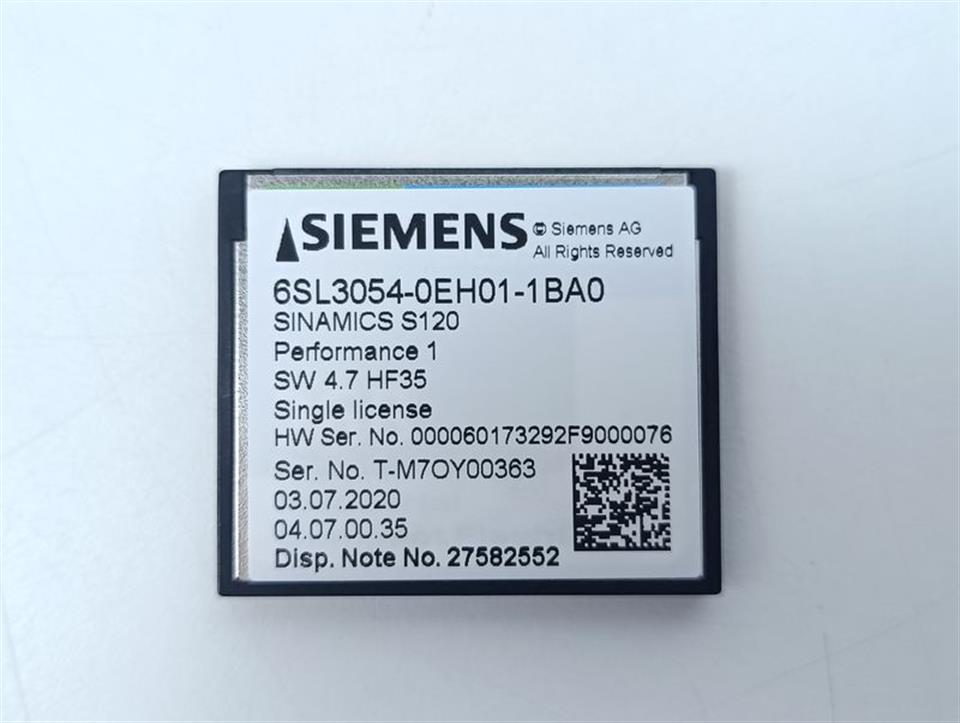 SIEMENS © Siemens AG
All Rights Reserved
6SL3054-0EH01-1BA0
SINAMICS S120
Performance 1
SW 4.7 HF35
Single license
HW Ser. No. 000060173292F9000076
Ser. No. T-M7OY00363
03.07.2020
04.07.00.35
Disp. Note No. 27582552